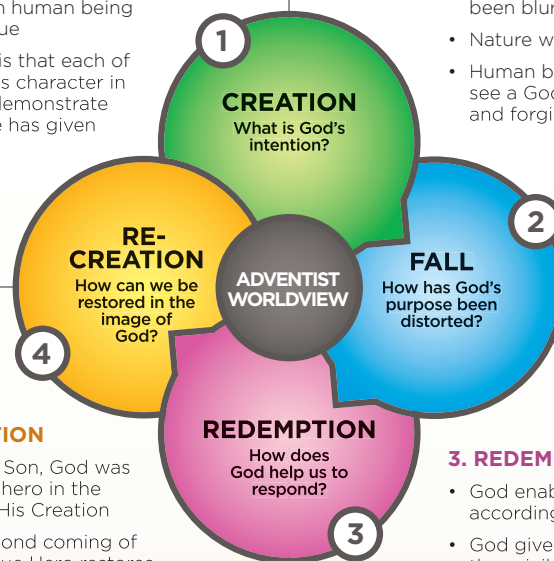 human being
ue
is that each of
s character in
demonstrate
e has given
been blur
• Nature w
• Human b
see a Go
and forgi
1
CREATION
What is God's
intention?
2
FALL
How has God's
purpose been
distorted?
RE-
CREATION
How can we be
restored in the
image of
God?
4
ADVENTIST
WORLDVIEW
REDEMPTION
How does
God help us to
respond?
3
TION
Son, God was
hero in the
His Creation
ond coming of
3. REDEM
• God enab
according
• God give